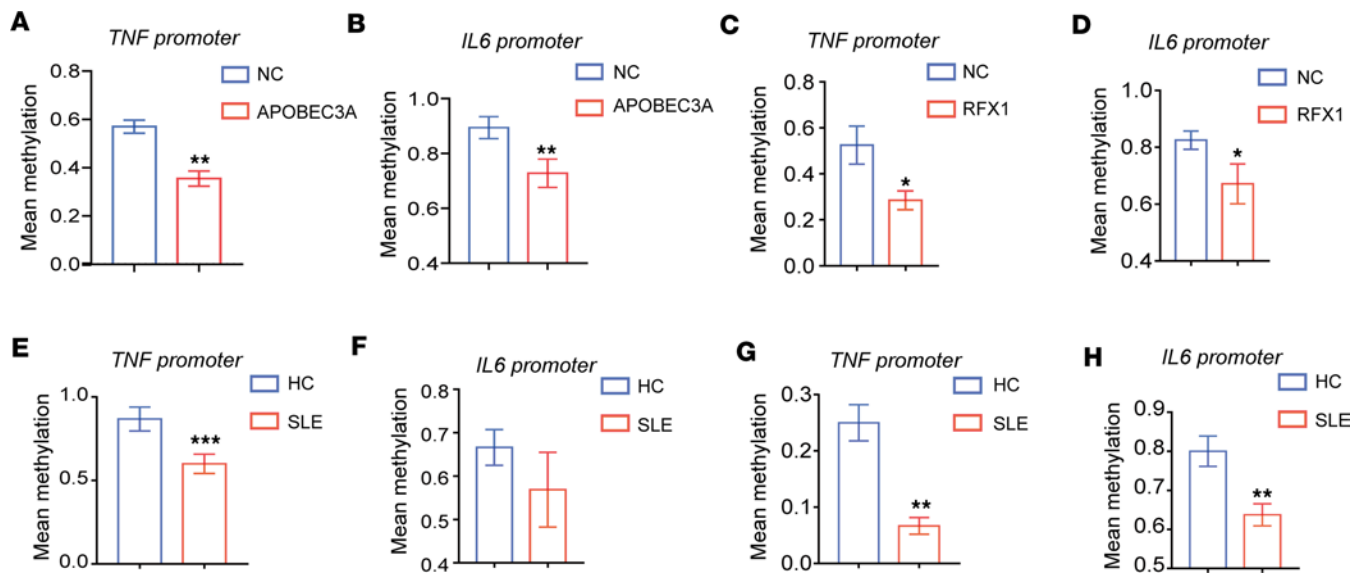 A
TNF promoter
NC
APOBEC3A
Mean methylation
0.8
0.6
0.4
0.2
0.0
**
B
IL6 promoter
NC
APOBEC3A
Mean methylation
1.0
0.8
0.6
0.4
**
C
TNF promoter
NC
RFX1
Mean methylation
0.8
0.6
0.4
0.2
0.0
*
D
IL6 promoter
NC
RFX1
Mean methylation
1.0
0.8
0.6
0.4
*
E
TNF promoter
HC
SLE
Mean methylation
1.0
0.5
0.0
***
F
IL6 promoter
HC
SLE
Mean methylation
0.8
0.7
0.6
0.5
0.4
G
TNF promoter
HC
SLE
Mean methylation
0.3
0.2
0.1
0.0
**
H
IL6 promoter
HC
SLE
Mean methylation
0.9
0.8
0.7
0.6
0.5
**